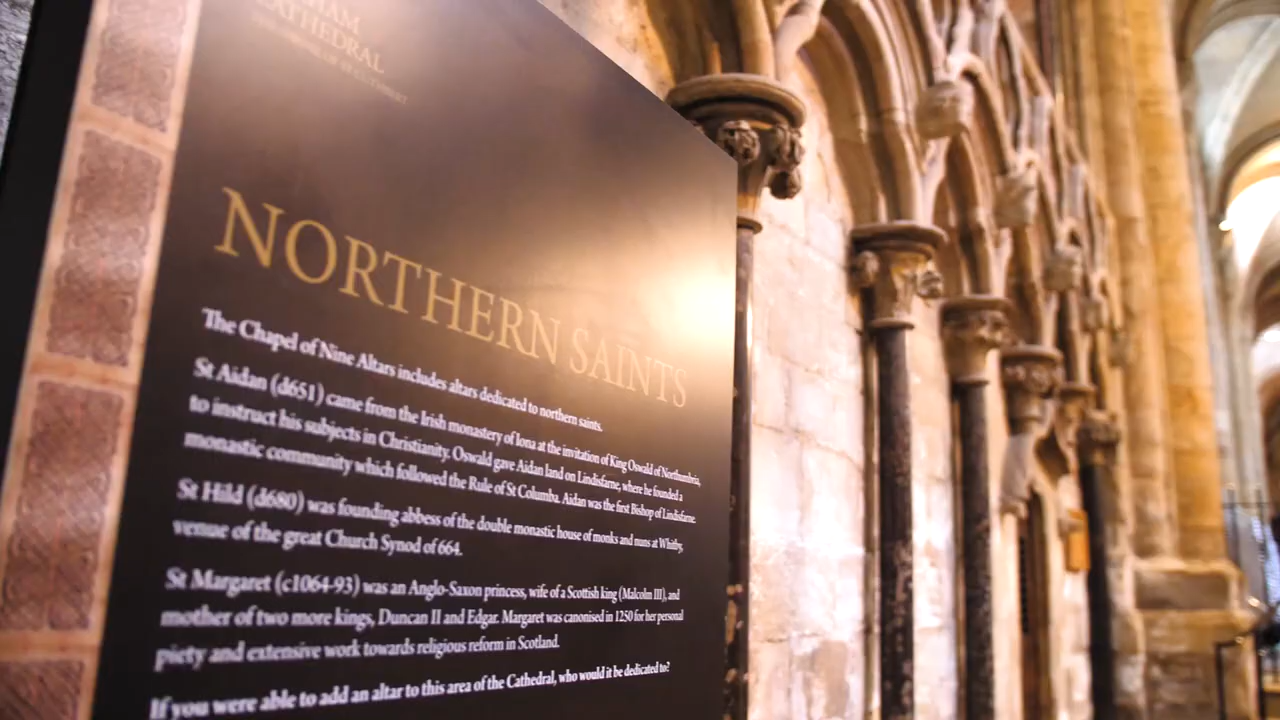 HAM
CATHEDRAL
NORTHERN SAINTS
The Chapel of Nine Altars includes altars dedicated to northern saints.
St Aidan (d651) came from the Irish monastery of Iona at the invitation of King Oswald of Northumbria,
to instruct his subjects in Christianity. Oswald gave Aidan land on Lindisfarne, where he founded a
monastic community which followed the Rule of St Columba. Aidan was the first Bishop of Lindisfarne.
St Hild (d680) was founding abbess of the double monastic house of monks and nuns at Whitby,
venue of the great Church Synod of 664.
St Margaret (c1064-93) was an Anglo-Saxon princess, wife of a Scottish king (Malcolm III), and
mother of two more kings, Duncan II and Edgar. Margaret was canonised in 1250 for her personal
piety and extensive work towards religious reform in Scotland.
If you were able to add an altar to this area of the Cathedral, who would it be dedicated to?